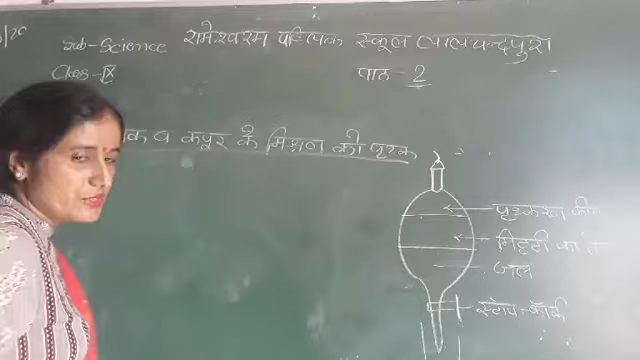 Sub-Science रामेश्वरम पब्लिक स्कूल लालचन्दपुरा
Class-IX पाठ-2
व कपूर के मिश्रण को पृथक
पृथक्करण कीप
मिट्टी का
जल
स्टॉप-कॉर्क